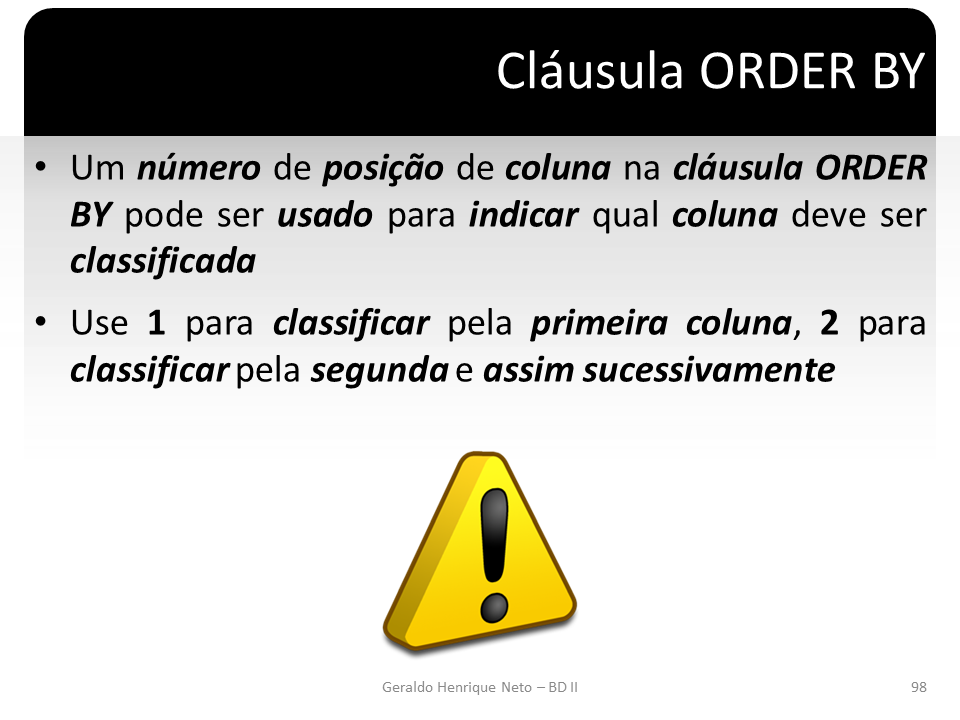 Cláusula ORDER BY
• Um número de posição de coluna na cláusula ORDER
BY pode ser usado para indicar qual coluna deve ser
classificada
• Use 1 para classificar pela primeira coluna, 2 para
classificar pela segunda e assim sucessivamente
Geraldo Henrique Neto – BD II
98